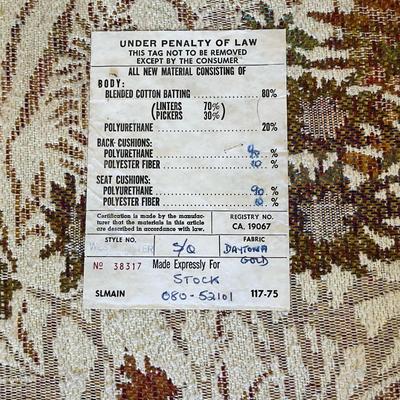 UNDER PENALTY OF LAW
THIS TAG NOT TO BE REMOVED
EXCEPT BY THE CONSUMER
ALL NEW MATERIAL CONSISTING OF
BODY:
BLENDED COTTON BATTING 80%
(LINTERS 70%)
(PICKERS 30%)
POLYURETHANE 20%
BACK CUSHIONS:
POLYURETHANE %
POLYESTER FIBER 10 %
SEAT CUSHIONS:
POLYURETHANE 90 %
POLYESTER FIBER 10 %
Certification is made by the manufac-
turer that the materials in this article
are described in accordance with law.
REGISTRY NO.
CA. 19067
STYLE NO. FABRIC
S/Q DAYTONA
GOLD
Nº 38317 Made Expressly For
STOCK
080-52101
SLMAIN 117-75